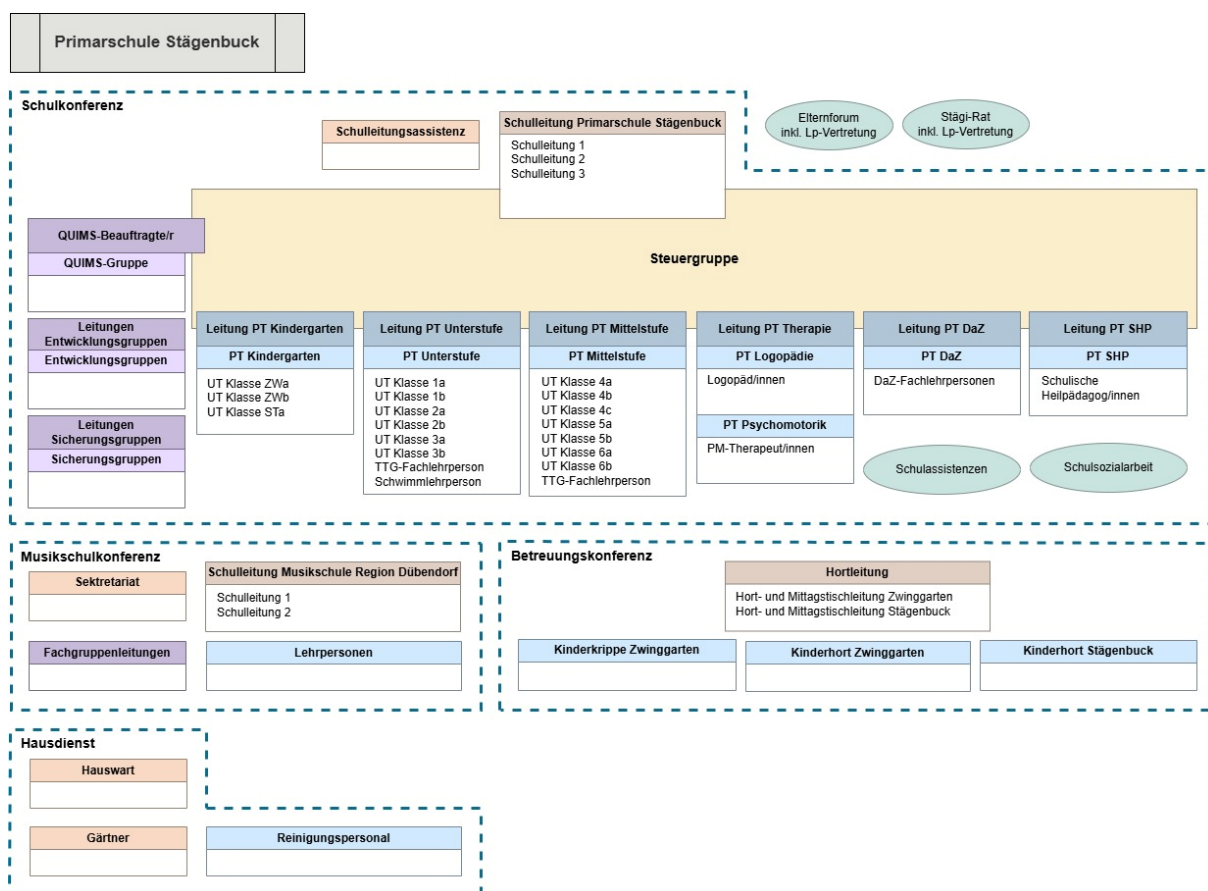 Primarschule Stägenbuck
Schulkonferenz
Schulleitungsassistenz
Schulleitung Primarschule Stägenbuck
Schulleitung 1
Schulleitung 2
Schulleitung 3
Elternforum
inkl. Lp-Vertretung
Stägi-Rat
inkl. Lp-Vertretung
Steuergruppe
QUIMS-Beauftragte/r
QUIMS-Gruppe
Leitungen
Entwicklungsgruppen
Entwicklungsgruppen
Leitungen
Sicherungsgruppen
Sicherungsgruppen
Leitung PT Kindergarten
PT Kindergarten
UT Klasse ZWa
UT Klasse ZWb
UT Klasse STa
Leitung PT Unterstufe
PT Unterstufe
UT Klasse 1a
UT Klasse 1b
UT Klasse 2a
UT Klasse 2b
UT Klasse 3a
UT Klasse 3b
TTG-Fachlehrperson
Schwimmlehrperson
Leitung PT Mittelstufe
PT Mittelstufe
UT Klasse 4a
UT Klasse 4b
UT Klasse 4c
UT Klasse 5a
UT Klasse 5b
UT Klasse 6a
UT Klasse 6b
TTG-Fachlehrperson
Leitung PT Therapie
PT Logopädie
Logopäd/innen
PT Psychomotorik
PM-Therapeut/innen
Leitung PT DaZ
PT DaZ
DaZ-Fachlehrpersonen
Leitung PT SHP
PT SHP
Schulische
Heilpädagog/innen
Schulassistenzen
Schulsozialarbeit
Musikschulkonferenz
Sektretariat
Schulleitung Musikschule Region Dübendorf
Schulleitung 1
Schulleitung 2
Fachgruppenleitungen
Lehrpersonen
Betreuungskonferenz
Hortleitung
Hort- und Mittagstischleitung Zwinggarten
Hort- und Mittagstischleitung Stägenbuck
Kinderkrippe Zwinggarten
Kinderhort Zwinggarten
Kinderhort Stägenbuck
Hausdienst
Hauswart
Gärtner
Reinigungspersonal